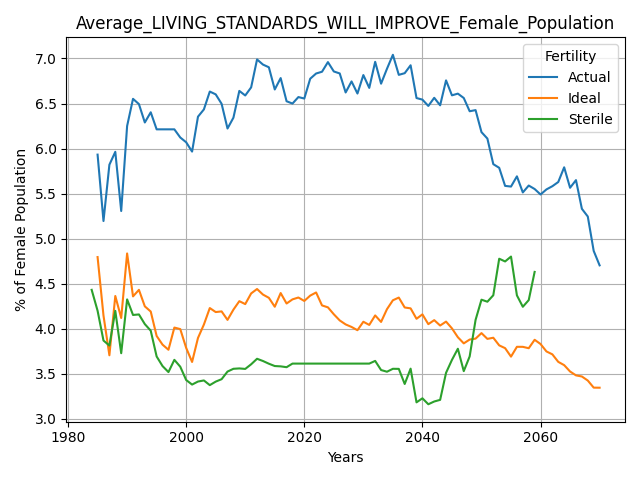 Average_LIVING_STANDARDS_WILL_IMPROVE_Female_Population
Fertility
Actual
Ideal
Sterile
% of Female Population
7.0
6.5
6.0
5.5
5.0
4.5
4.0
3.5
3.0
1980 2000 2020 2040 2060
Years